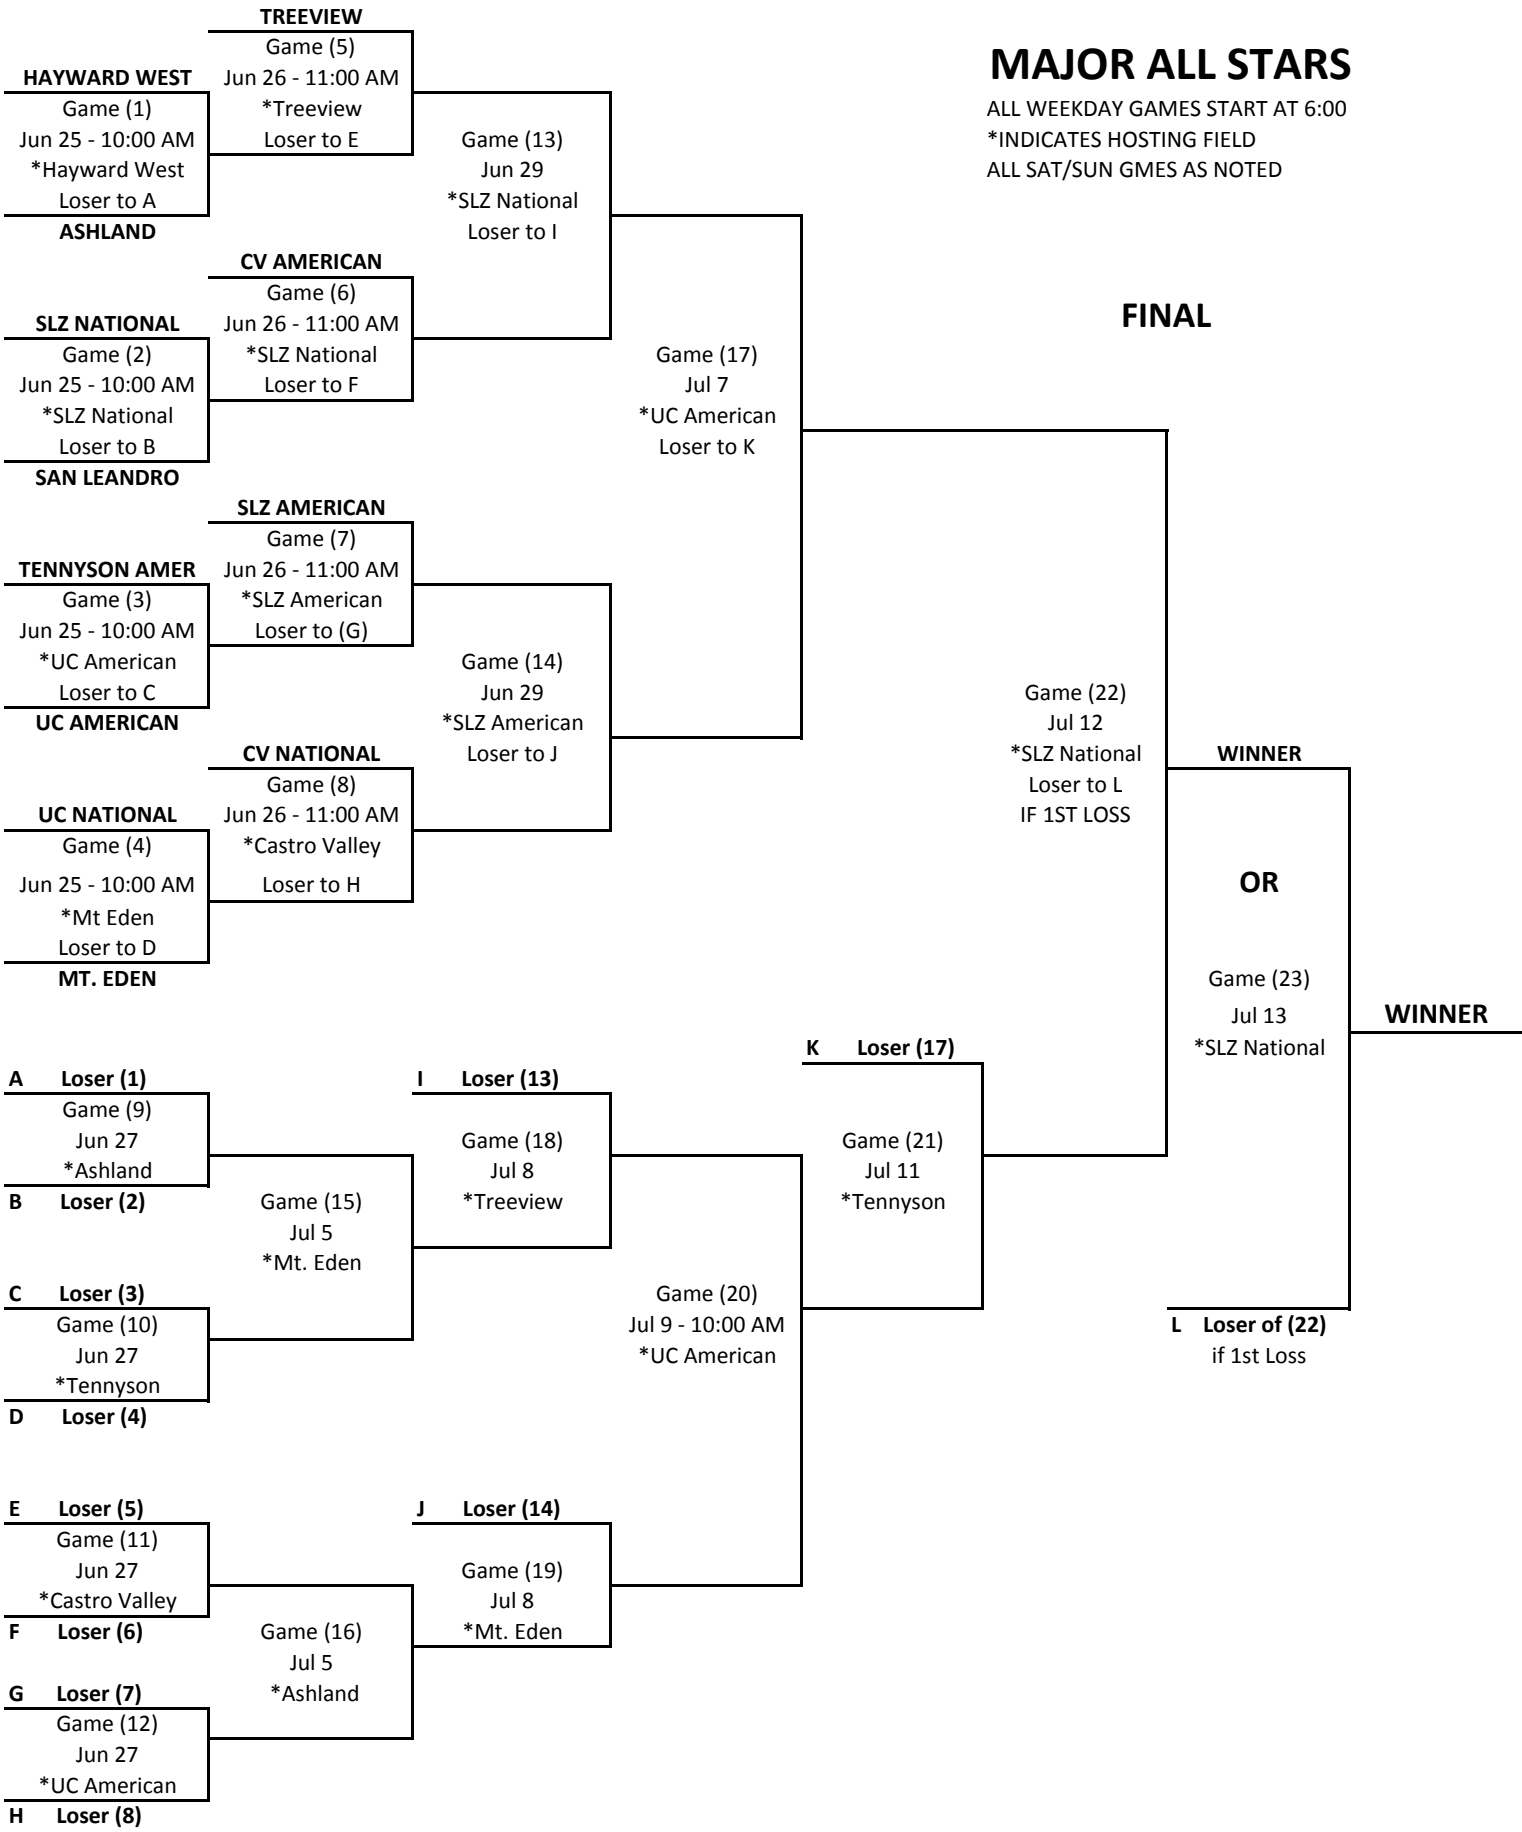 MAJOR ALL STARS
ALL WEEKDAY GAMES START AT 6:00
*INDICATES HOSTING FIELD
ALL SAT/SUN GMES AS NOTED
FINAL
HAYWARD WEST
Game (1)
Jun 25 - 10:00 AM
*Hayward West
Loser to A
ASHLAND
SLZ NATIONAL
Game (2)
Jun 25 - 10:00 AM
*SLZ National
Loser to B
SAN LEANDRO
TENNYSON AMER
Game (3)
Jun 25 - 10:00 AM
*UC American
Loser to C
UC AMERICAN
UC NATIONAL
Game (4)
Jun 25 - 10:00 AM
*Mt Eden
Loser to D
MT. EDEN
TREEVIEW
Game (5)
Jun 26 - 11:00 AM
*Treeview
Loser to E
CV AMERICAN
Game (6)
Jun 26 - 11:00 AM
*SLZ National
Loser to F
SLZ AMERICAN
Game (7)
Jun 26 - 11:00 AM
*SLZ American
Loser to (G)
CV NATIONAL
Game (8)
Jun 26 - 11:00 AM
*Castro Valley
Loser to H
Game (13)
Jun 29
*SLZ National
Loser to I
Game (14)
Jun 29
*SLZ American
Loser to J
Game (17)
Jul 7
*UC American
Loser to K
Game (22)
Jul 12
*SLZ National
Loser to L
IF 1ST LOSS
WINNER
OR
Game (23)
Jul 13
*SLZ National
WINNER
L Loser of (22)
if 1st Loss
A Loser (1)
Game (9)
Jun 27
*Ashland
B Loser (2)
C Loser (3)
Game (10)
Jun 27
*Tennyson
D Loser (4)
E Loser (5)
Game (11)
Jun 27
*Castro Valley
F Loser (6)
G Loser (7)
Game (12)
Jun 27
*UC American
H Loser (8)
Game (15)
Jul 5
*Mt. Eden
Game (16)
Jul 5
*Ashland
I Loser (13)
Game (18)
Jul 8
*Treeview
J Loser (14)
Game (19)
Jul 8
*Mt. Eden
Game (20)
Jul 9 - 10:00 AM
*UC American
K Loser (17)
Game (21)
Jul 11
*Tennyson